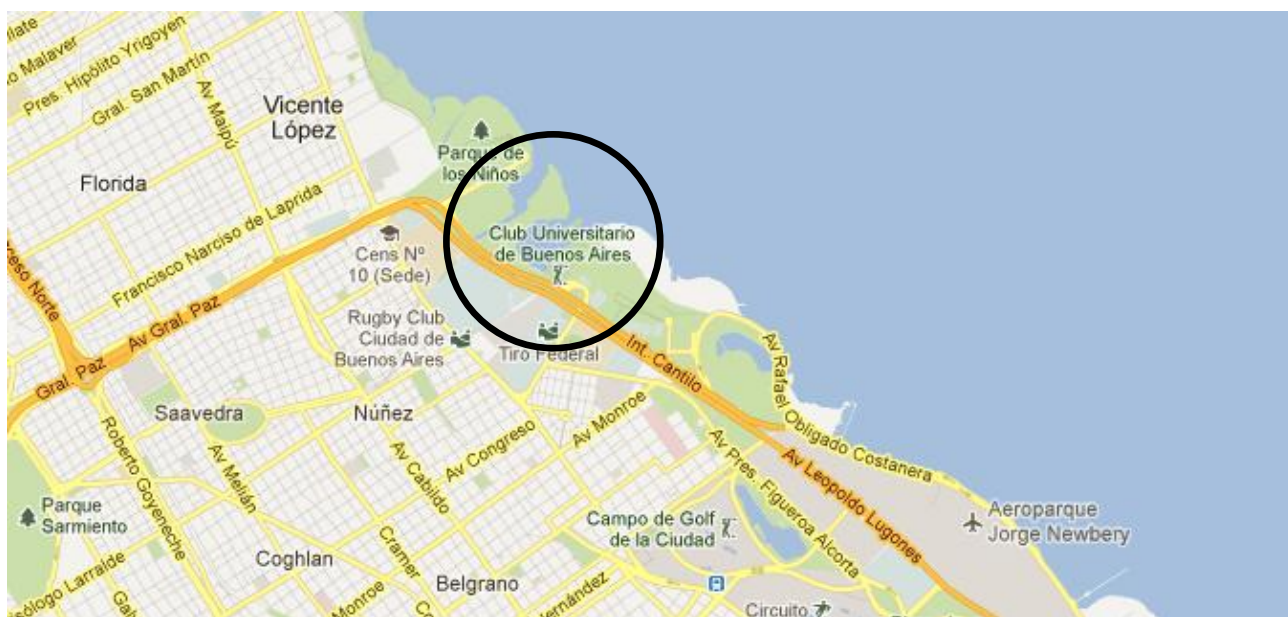 Malaver
Pres. Hipólito Yrigoyen
Gral. San Martín
Av Maipú
Vicente
López
Parque de
los Niños
Florida
Francisco Narciso de Laprida
Cens Nº
10 (Sede)
Club Universitario
de Buenos Aires
Norte
Av Gral. Paz
Gral. Paz
Rugby Club
Ciudad de
Buenos Aires
Tiro Federal
Int. Cantilo
Av Rafael Obligado Costanera
Saavedra
Núñez
Av Monroe
Av Congreso
Roberto Goyeneche
Av Melián
Av Cabildo
Av Pres. Figueroa Alcorta
Av Leopoldo Lugones
Parque
Sarmiento
Campo de Golf
de la Ciudad
Aeroparque
Jorge Newbery
Coghlan
Cramer
Belgrano
Larralde
Monroe
Circuito